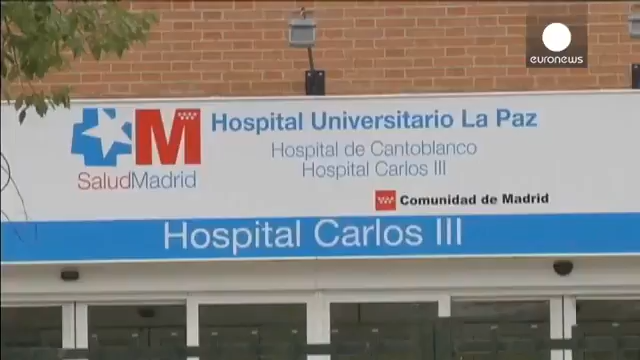 euronews
Hospital Universitario La Paz
Hospital de Cantoblanco
Hospital Carlos III
M
SaludMadrid
Comunidad de Madrid
Hospital Carlos III